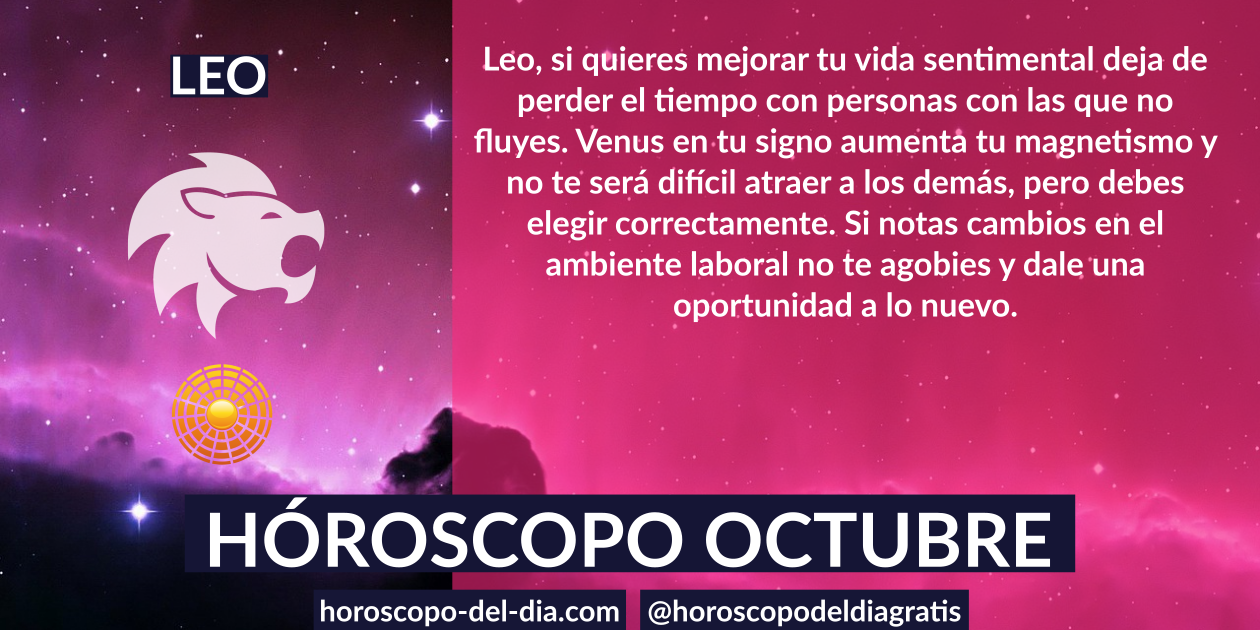 LEO
Leo, si quieres mejorar tu vida sentimental deja de
perder el tiempo con personas con las que no
fluyes. Venus en tu signo aumenta tu magnetismo y
no te será difícil atraer a los demás, pero debes
elegir correctamente. Si notas cambios en el
ambiente laboral no te agobies y dale una
oportunidad a lo nuevo.
HÓROSCOPO OCTUBRE
horoscopo-del-dia.com
@horoscopodeldiagratis